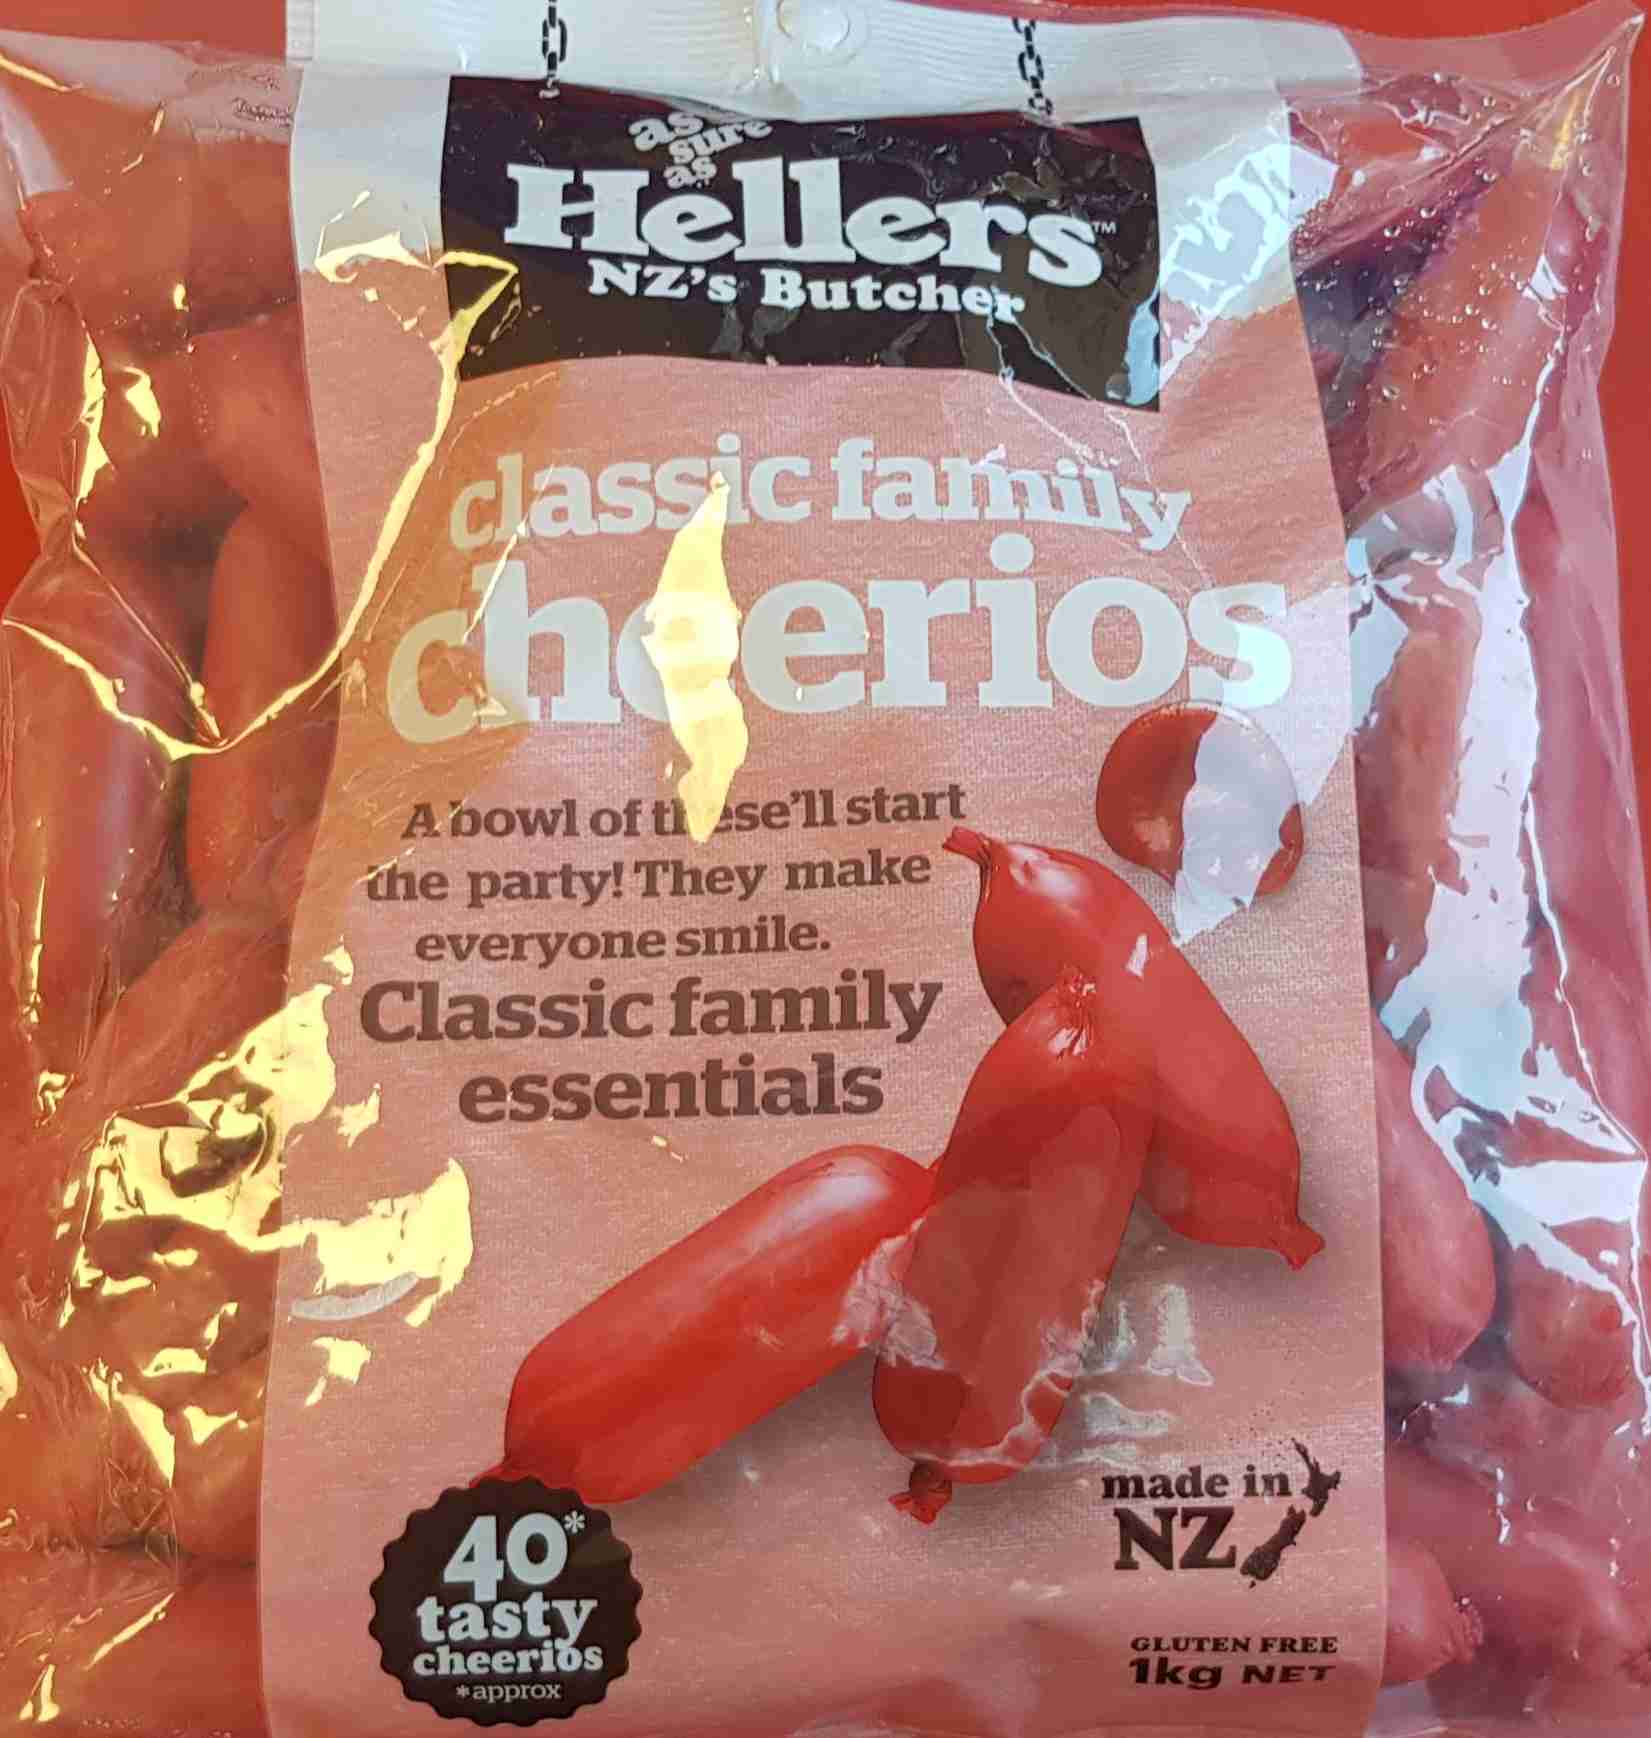 as
sure
as
Hellers™
NZ's Butcher
classic family
cheerios
A bowl of these'll start
the party! They make
everyone smile.
Classic family
essentials
40*
tasty
cheerios
*approx
made in
NZ
GLUTEN FREE
1kg NET